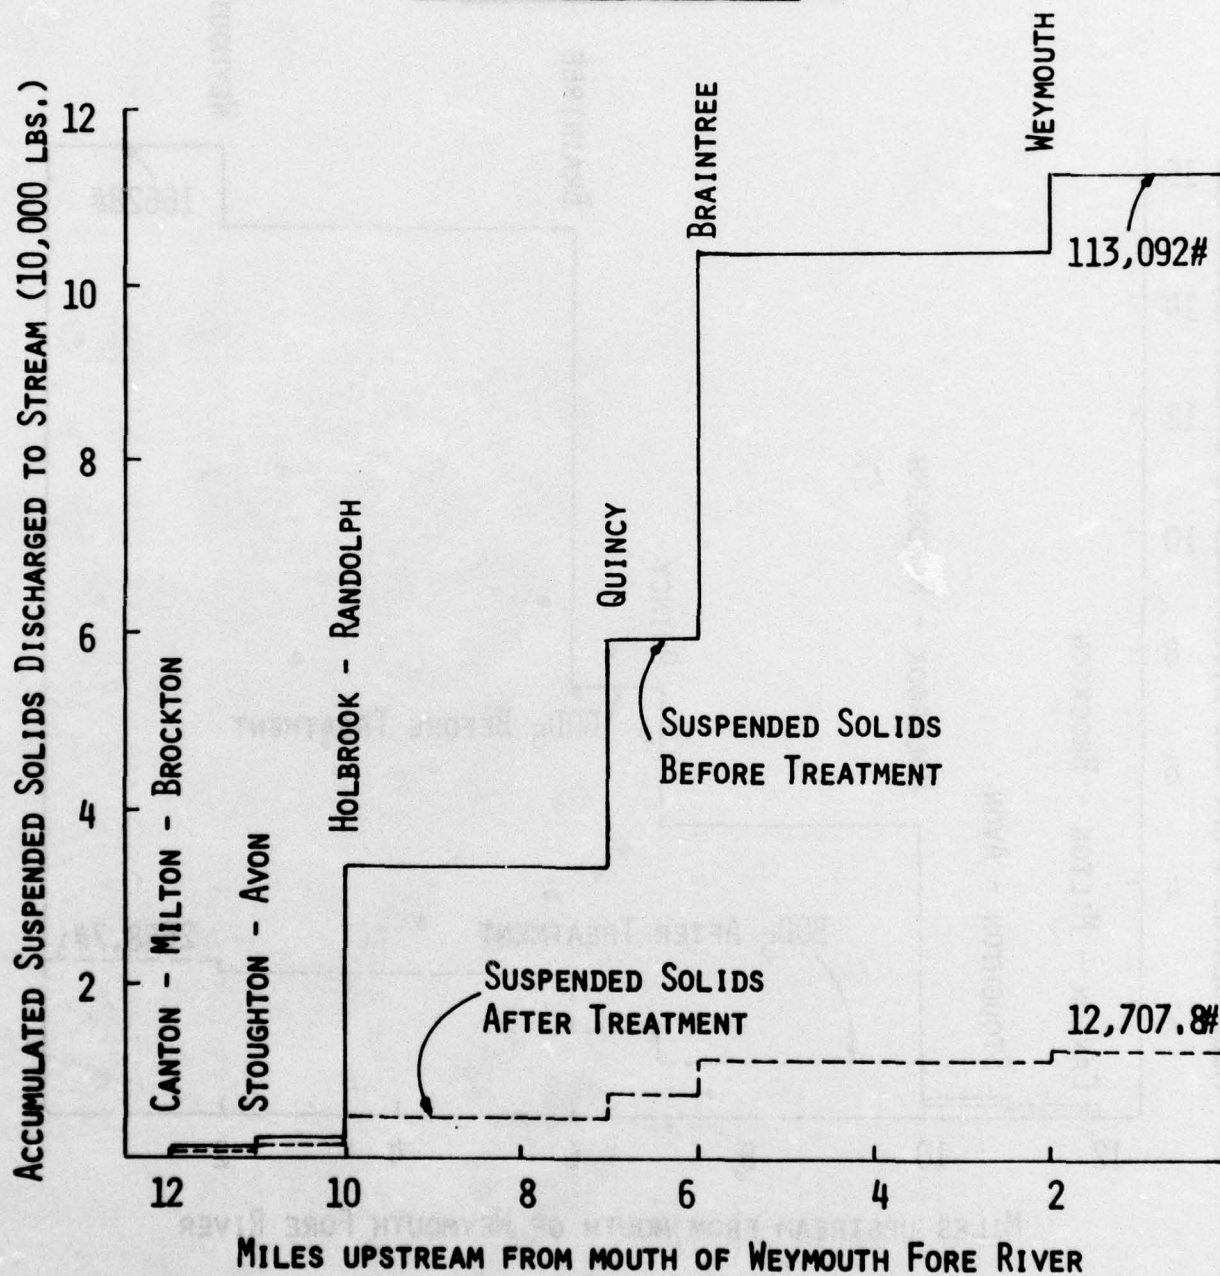 ACCUMULATED SUSPENDED SOLIDS DISCHARGED TO STREAM (10,000 LBS.)
12
10
8
6
4
2
CANTON - MILTON - BROCKTON
STOUGHTON - AVON
HOLBROOK - RANDOLPH
QUINCY
BRAINTREE
WEYMOUTH
113,092#
SUSPENDED SOLIDS
BEFORE TREATMENT
SUSPENDED SOLIDS
AFTER TREATMENT
12,707.8#
12 10 8 6 4 2
MILES UPSTREAM FROM MOUTH OF WEYMOUTH FORE RIVER